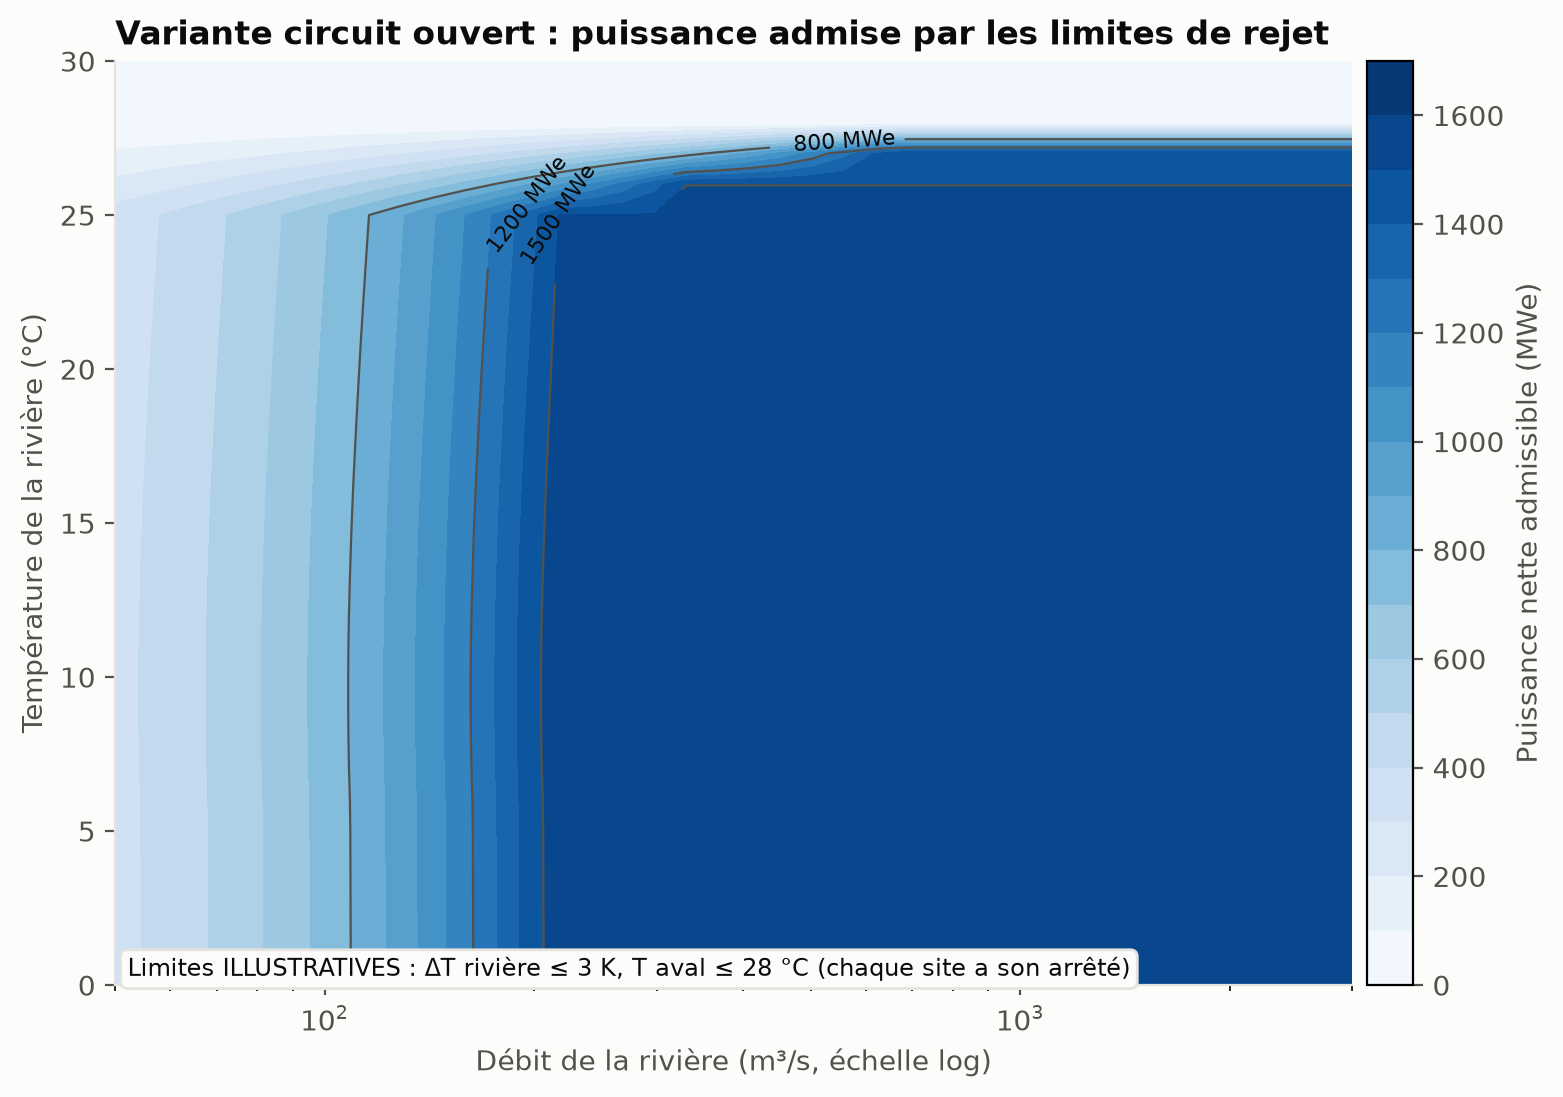 Variante circuit ouvert : puissance admise par les limites de rejet
30
25
20
15
10
5
0
Température de la rivière (°C)
800 MWe
1200 MWe
1500 MWe
Limites ILLUSTRATIVES : ΔT rivière ≤ 3 K, T aval ≤ 28 °C (chaque site a son arrêté)
10²
10³
Débit de la rivière (m³/s, échelle log)
1600
1400
1200
1000
800
600
400
200
0
Puissance nette admissible (MWe)